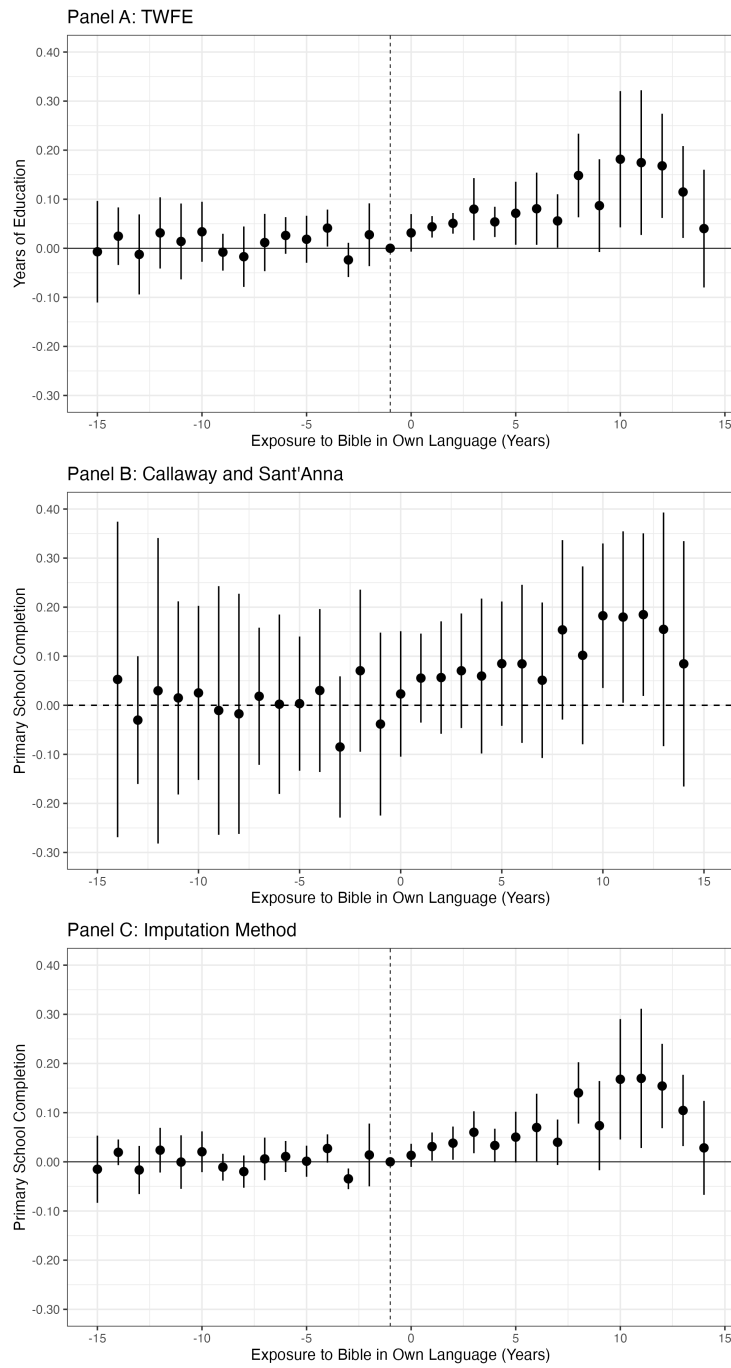 Panel A: TWFE
0.40
0.30
0.20
0.10
0.00
-0.10
-0.20
-0.30
Years of Education
-15 -10 -5 0 5 10 15
Exposure to Bible in Own Language (Years)
Panel B: Callaway and Sant'Anna
0.40
0.30
0.20
0.10
0.00
-0.10
-0.20
-0.30
Primary School Completion
-15 -10 -5 0 5 10 15
Exposure to Bible in Own Language (Years)
Panel C: Imputation Method
0.40
0.30
0.20
0.10
0.00
-0.10
-0.20
-0.30
Primary School Completion
-15 -10 -5 0 5 10 15
Exposure to Bible in Own Language (Years)